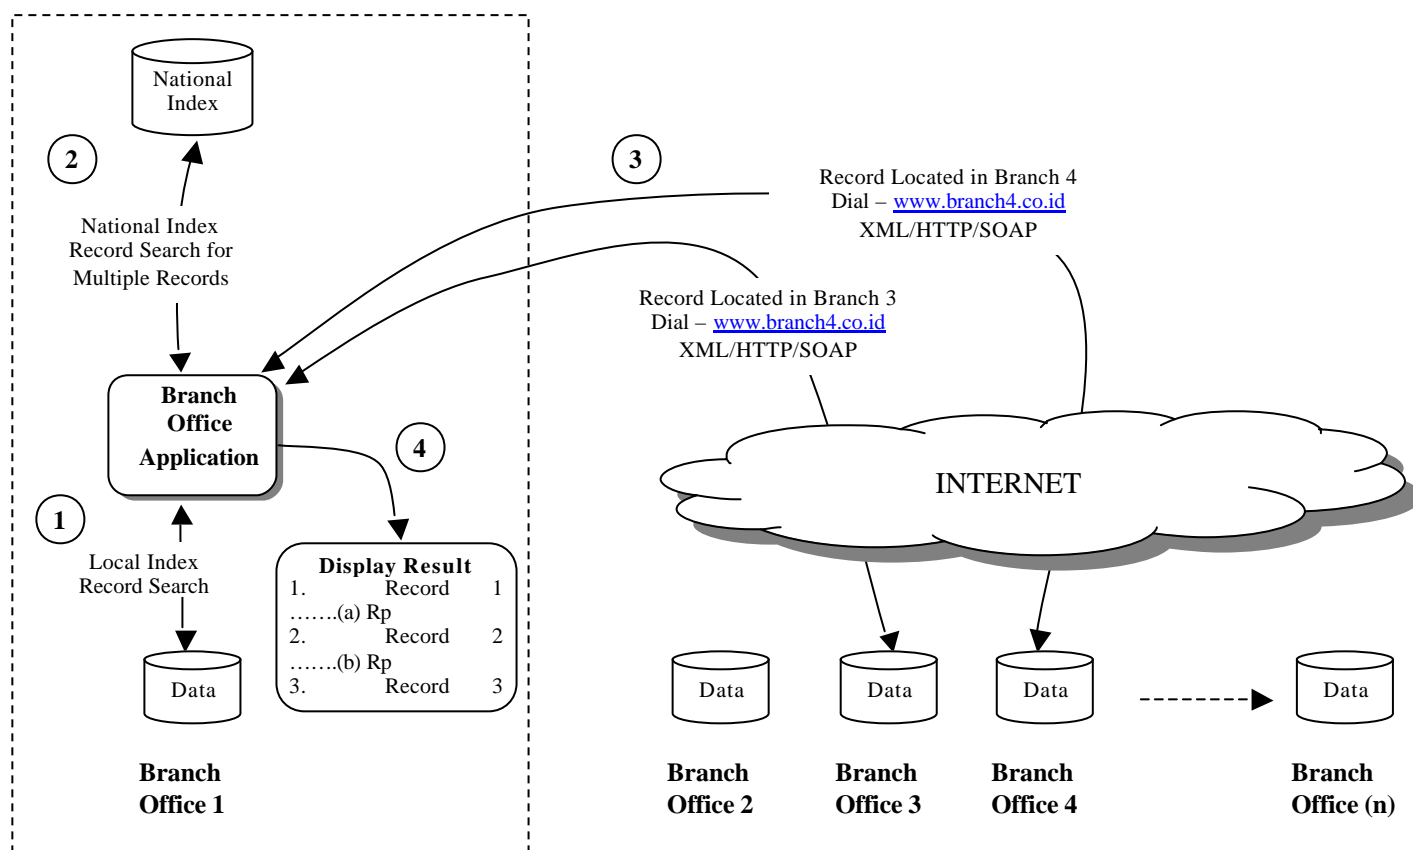 National
Index
2
3
Record Located in Branch 4
Dial – www.branch4.co.id
XML/HTTP/SOAP
National Index
Record Search for
Multiple Records
Record Located in Branch 3
Dial – www.branch4.co.id
XML/HTTP/SOAP
Branch
Office
Application
4
INTERNET
1
Local Index
Record Search
Display Result
1. Record 1
…….(a) Rp
2. Record 2
…….(b) Rp
3. Record 3
Data
Data
Data
Data
Data
Branch
Office 1
Branch
Office 2
Branch
Office 3
Branch
Office 4
Branch
Office (n)